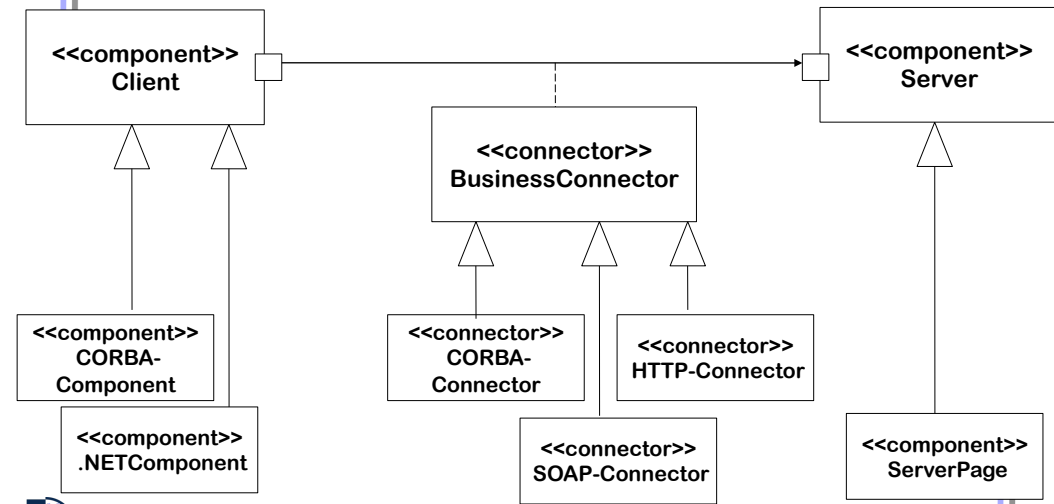 <<component>>
Client
<<component>>
Server
<<connector>>
BusinessConnector
<<component>>
CORBA-
Component
<<connector>>
CORBA-
Connector
<<connector>>
HTTP-Connector
<<component>>
.NETComponent
<<connector>>
SOAP-Connector
<<component>>
ServerPage